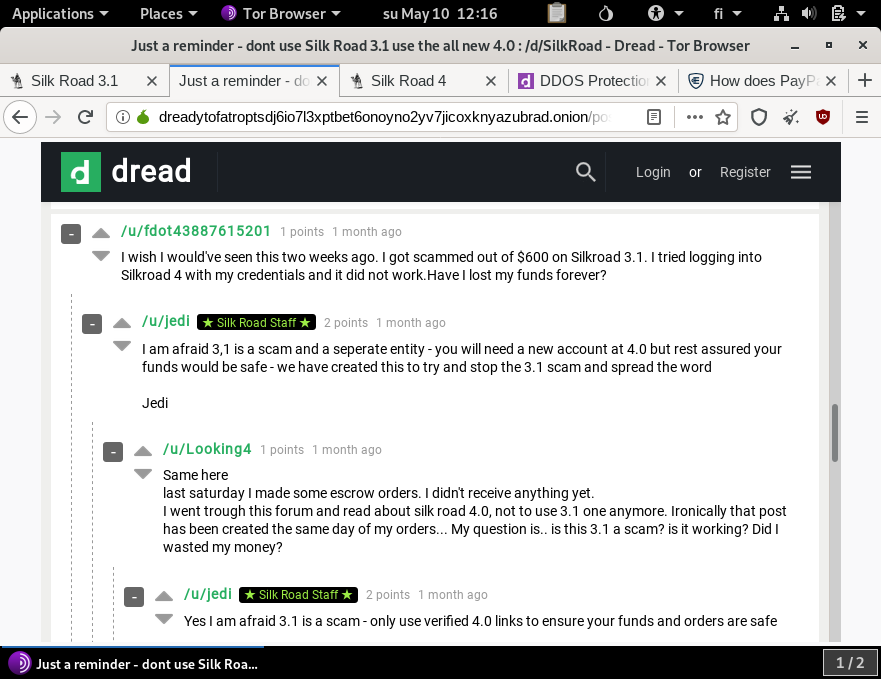 Applications Places Tor Browser su May 10 12:16 fi
Just a reminder - dont use Silk Road 3.1 use the all new 4.0 : /d/SilkRoad - Dread - Tor Browser
Silk Road 3.1 Just a reminder - do Silk Road 4 DDOS Protection How does PayP
dreadytofatroptsdj6io7l3xptbet6onoyno2yv7jicoxknyazubrad.onion/po
d dread Login or Register
/u/fdot43887615201 1 points 1 month ago
I wish I would've seen this two weeks ago. I got scammed out of $600 on Silkroad 3.1. I tried logging into
Silkroad 4 with my credentials and it did not work.Have I lost my funds forever?
/u/jedi ★ Silk Road Staff ★ 2 points 1 month ago
I am afraid 3,1 is a scam and a seperate entity - you will need a new account at 4.0 but rest assured your
funds would be safe - we have created this to try and stop the 3.1 scam and spread the word
Jedi
/u/Looking4 1 points 1 month ago
Same here
last saturday I made some escrow orders. I didn't receive anything yet.
I went trough this forum and read about silk road 4.0, not to use 3.1 one anymore. Ironically that post
has been created the same day of my orders... My question is.. is this 3.1 a scam? is it working? Did I
wasted my money?
/u/jedi ★ Silk Road Staff ★ 2 points 1 month ago
Yes I am afraid 3.1 is a scam - only use verified 4.0 links to ensure your funds and orders are safe
Just a reminder - dont use Silk Roa... 1 / 2